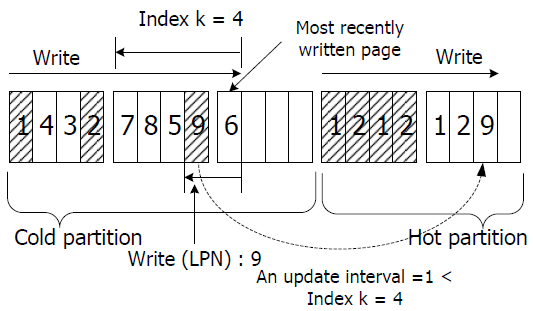 Index k = 4
Most recently
written page
Write
Write
1 4 3 2 7 8 5 9 6 1 2 1 2 1 2 9
Cold partition
Hot partition
Write (LPN) : 9
An update interval =1 <
Index k = 4